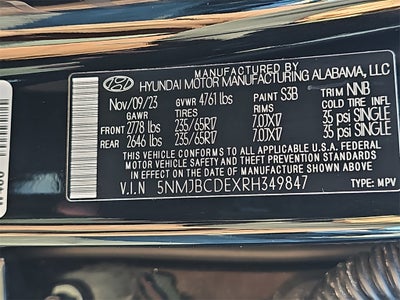 MANUFACTURED BY
HYUNDAI MOTOR MANUFACTURING ALABAMA, LLC
Nov/09/23 GVWR 4761 lbs PAINT S3B TRIM NNB
GAWR TIRES RIMS COLD TIRE INFL
FRONT 2778 lbs 235/65R17 7.0JX17 35 psi SINGLE
REAR 2646 lbs 235/65R17 7.0JX17 35 psi SINGLE
THIS VEHICLE CONFORMS TO ALL APPLICABLE U.S.A. FEDERAL
MOTOR VEHICLE SAFETY AND THEFT PREVENTION STANDARDS
IN EFFECT ON THE DATE OF MANUFACTURE SHOWN ABOVE.
V.I.N 5NMJBCDEXRH349847 TYPE: MPV